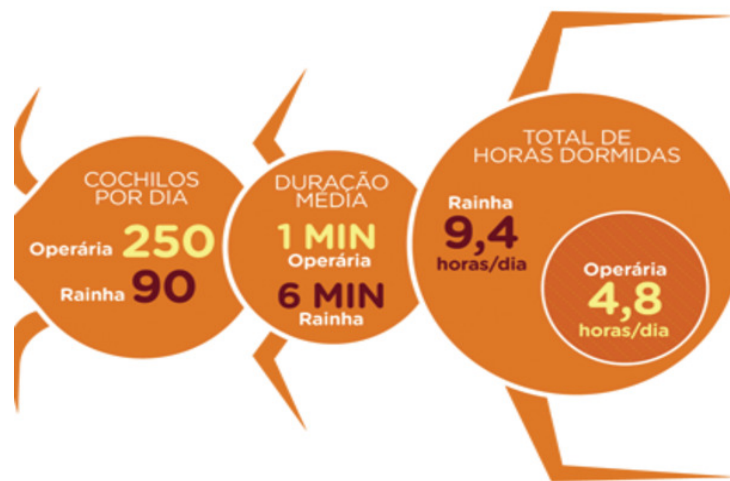 COCHILOS
POR DIA
Operária 250
Rainha 90
DURAÇÃO
MÉDIA
1 MIN
Operária
6 MIN
Rainha
TOTAL DE
HORAS DORMIDAS
Rainha
9,4
horas/dia
Operária
4,8
horas/dia